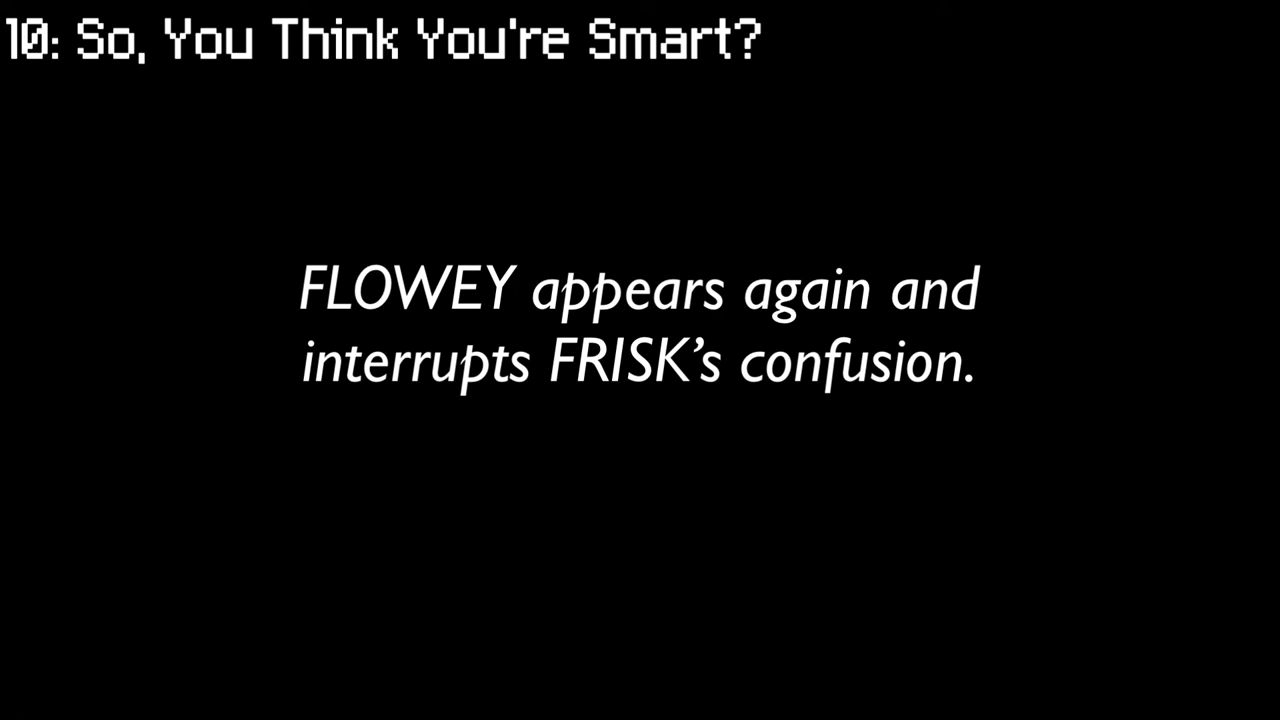 10: So, You Think You're Smart?
FLOWEY appears again and
interrupts FRISK’s confusion.